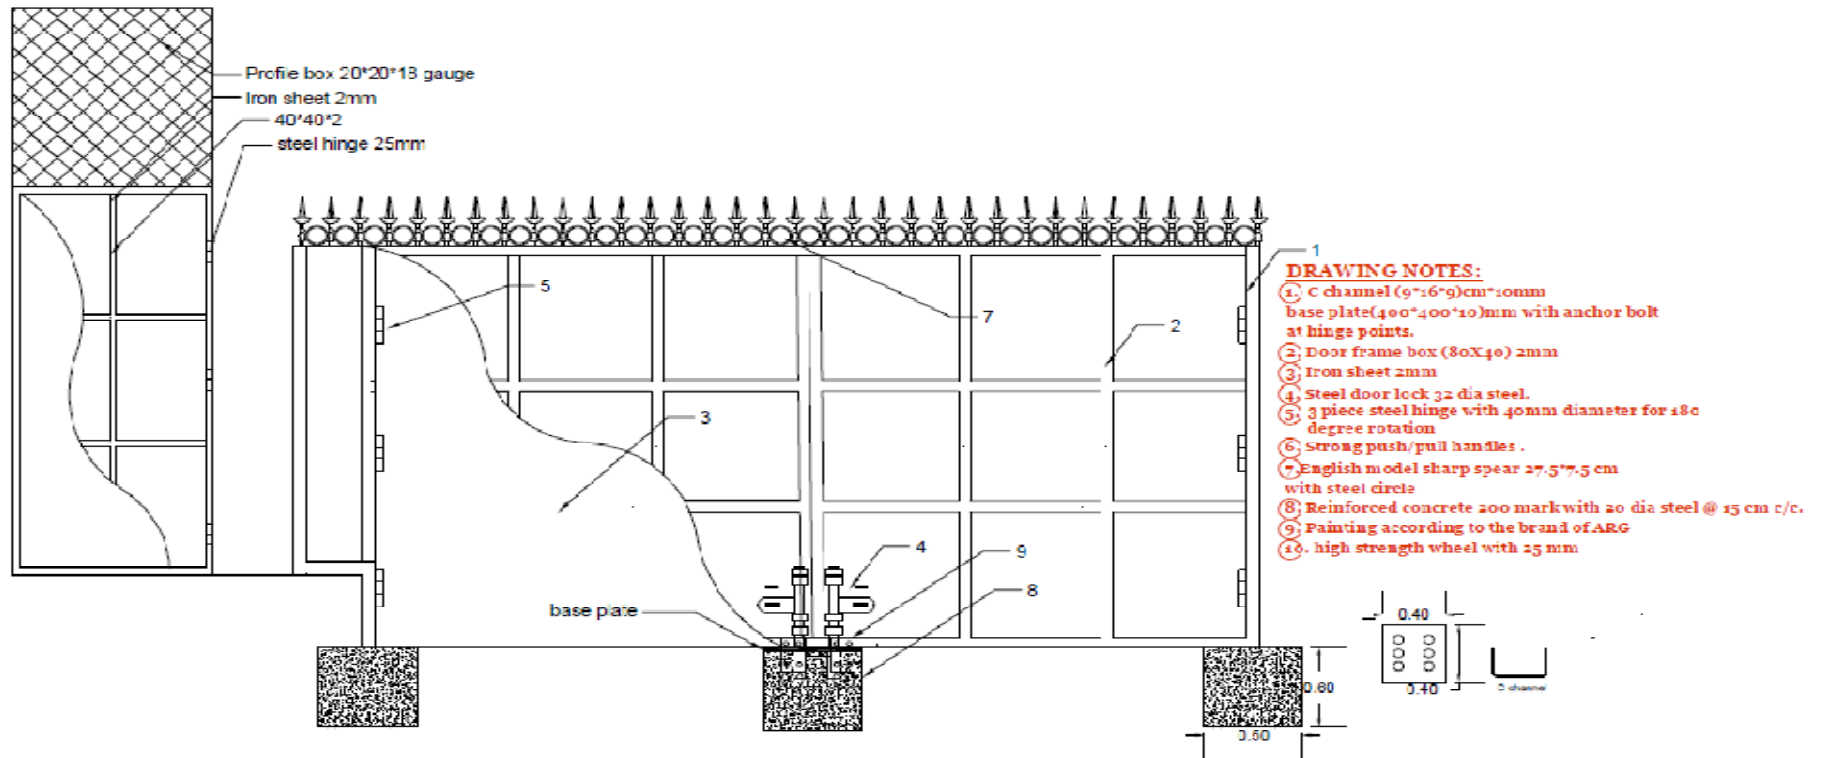 Profile box 20*20*18 gauge
Iron sheet 2mm
40*40*2
steel hinge 25mm
1
5
7
2
3
4
9
8
base plate
DRAWING NOTES:
1. C channel (9*16*9)cm*10mm
base plate(400*400*10)mm with anchor bolt
at hinge points.
2. Door frame box (80X40) 2mm
3. Iron sheet 2mm
4. Steel door lock 32 dia steel.
5. 3 piece steel hinge with 40mm diameter for 180
degree rotation
6. Strong push/pull handles .
7. English model sharp spear 27.5*7.5 cm
with steel circle
8. Reinforced concrete 200 mark with 20 dia steel @ 15 cm c/c.
9. Painting according to the brand of ARG
10. high strength wheel with 25 mm
0.40
0.40
C channel
0.60
0.50